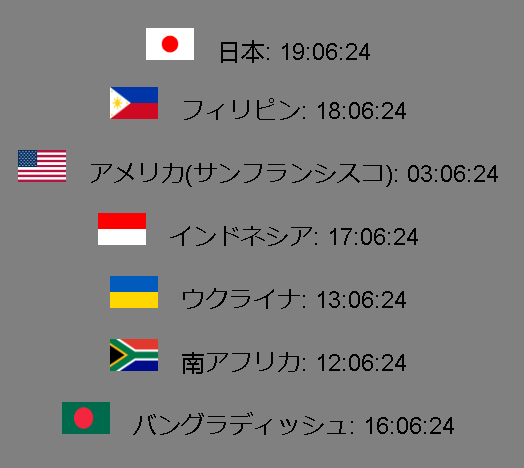 日本: 19:06:24
フィリピン: 18:06:24
アメリカ(サンフランシスコ): 03:06:24
インドネシア: 17:06:24
ウクライナ: 13:06:24
南アフリカ: 12:06:24
バングラディッシュ: 16:06:24